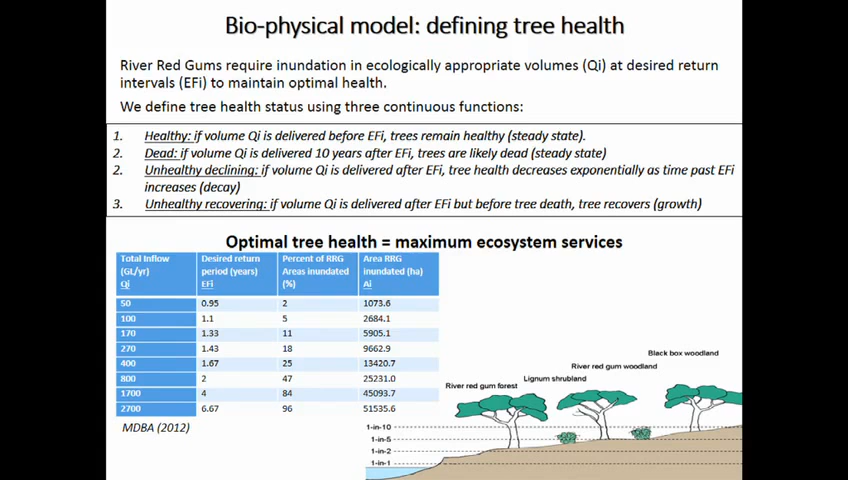 Bio-physical model: defining tree health
River Red Gums require inundation in ecologically appropriate volumes (Qi) at desired return
intervals (EFi) to maintain optimal health.
We define tree health status using three continuous functions:
1. Healthy: if volume Qi is delivered before EFi, trees remain healthy (steady state).
2. Dead: if volume Qi is delivered 10 years after EFi, trees are likely dead (steady state)
2. Unhealthy declining: if volume Qi is delivered after EFi, tree health decreases exponentially as time past EFi
increases (decay)
3. Unhealthy recovering: if volume Qi is delivered after EFi but before tree death, tree recovers (growth)
Optimal tree health = maximum ecosystem services
Total Inflow Desired return Percent of RRG Area RRG
(GL/yr) period (years) Areas inundated inundated (ha)
Qi EFi (%) Ai
50 0.95 2 1073.6
100 1.1 5 2684.1
170 1.33 11 5905.1
270 1.43 18 9662.9
400 1.67 25 13420.7
800 2 47 25231.0
1700 4 84 45093.7
2700 6.67 96 51535.6
MDBA (2012)
Black box woodland
River red gum woodland
Lignum shrubland
River red gum forest
1-in-10
1-in-5
1-in-2
1-in-1